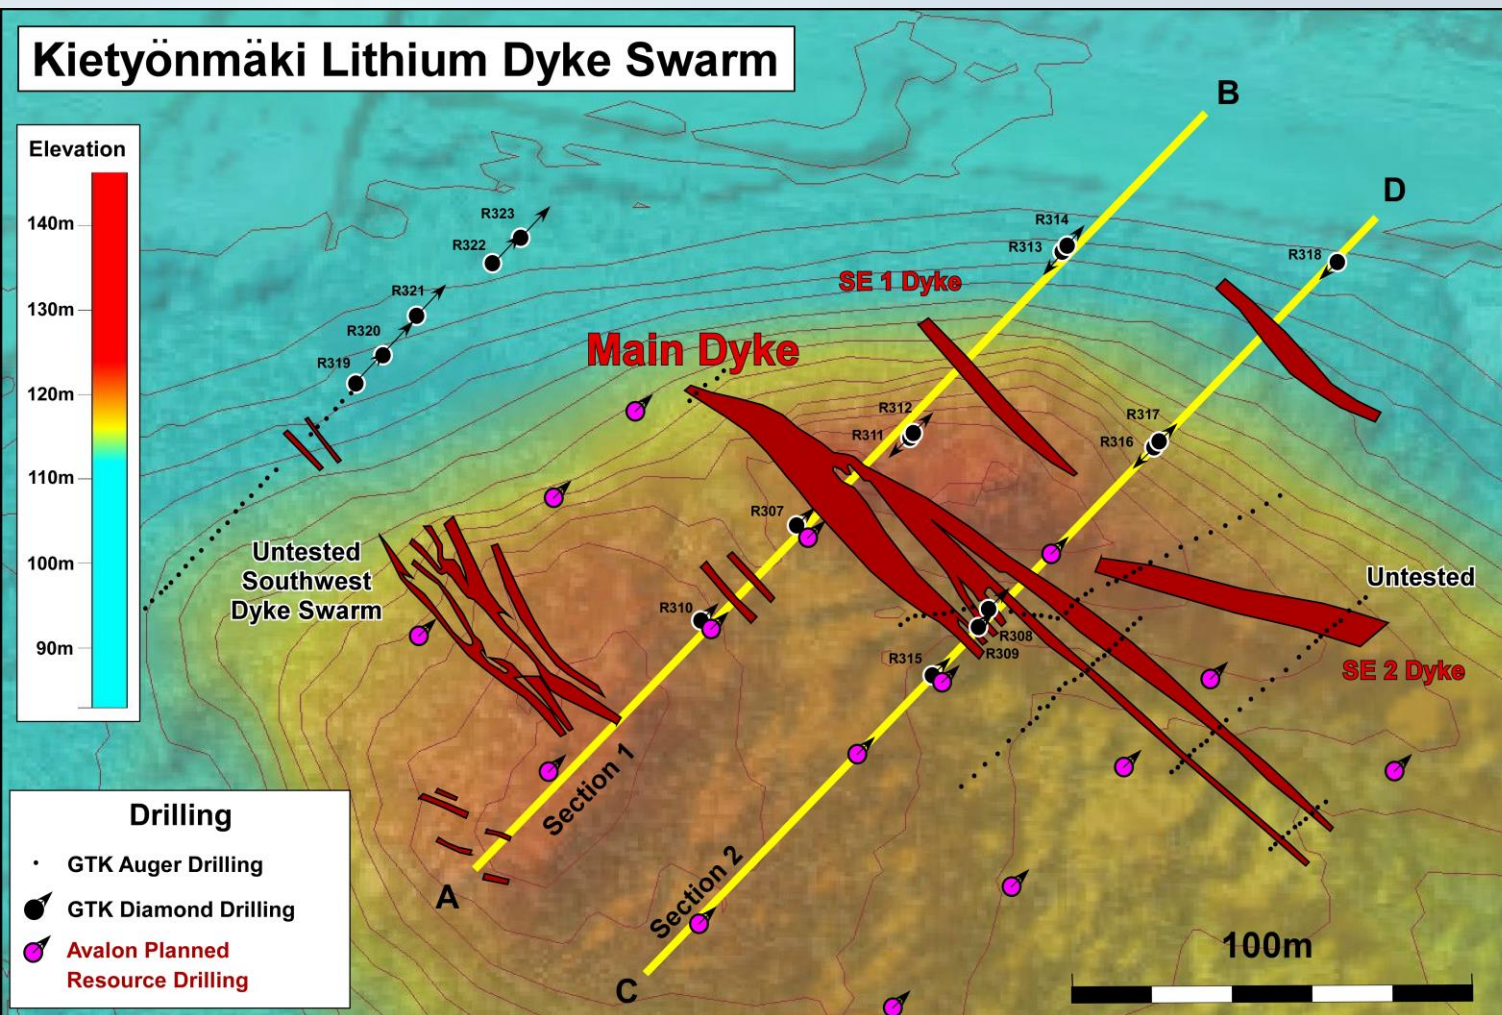 Kietyönmäki Lithium Dyke Swarm
Elevation
140m
130m
120m
110m
100m
90m
B
D
R323
R322
R321
R320
R319
R314
R313
R318
SE 1 Dyke
Main Dyke
R312
R311
R317
R316
R307
R310
Untested
Southwest
Dyke Swarm
Untested
R308
R309
R315
SE 2 Dyke
Section 1
Section 2
A
C
Drilling
GTK Auger Drilling
GTK Diamond Drilling
Avalon Planned
Resource Drilling
100m